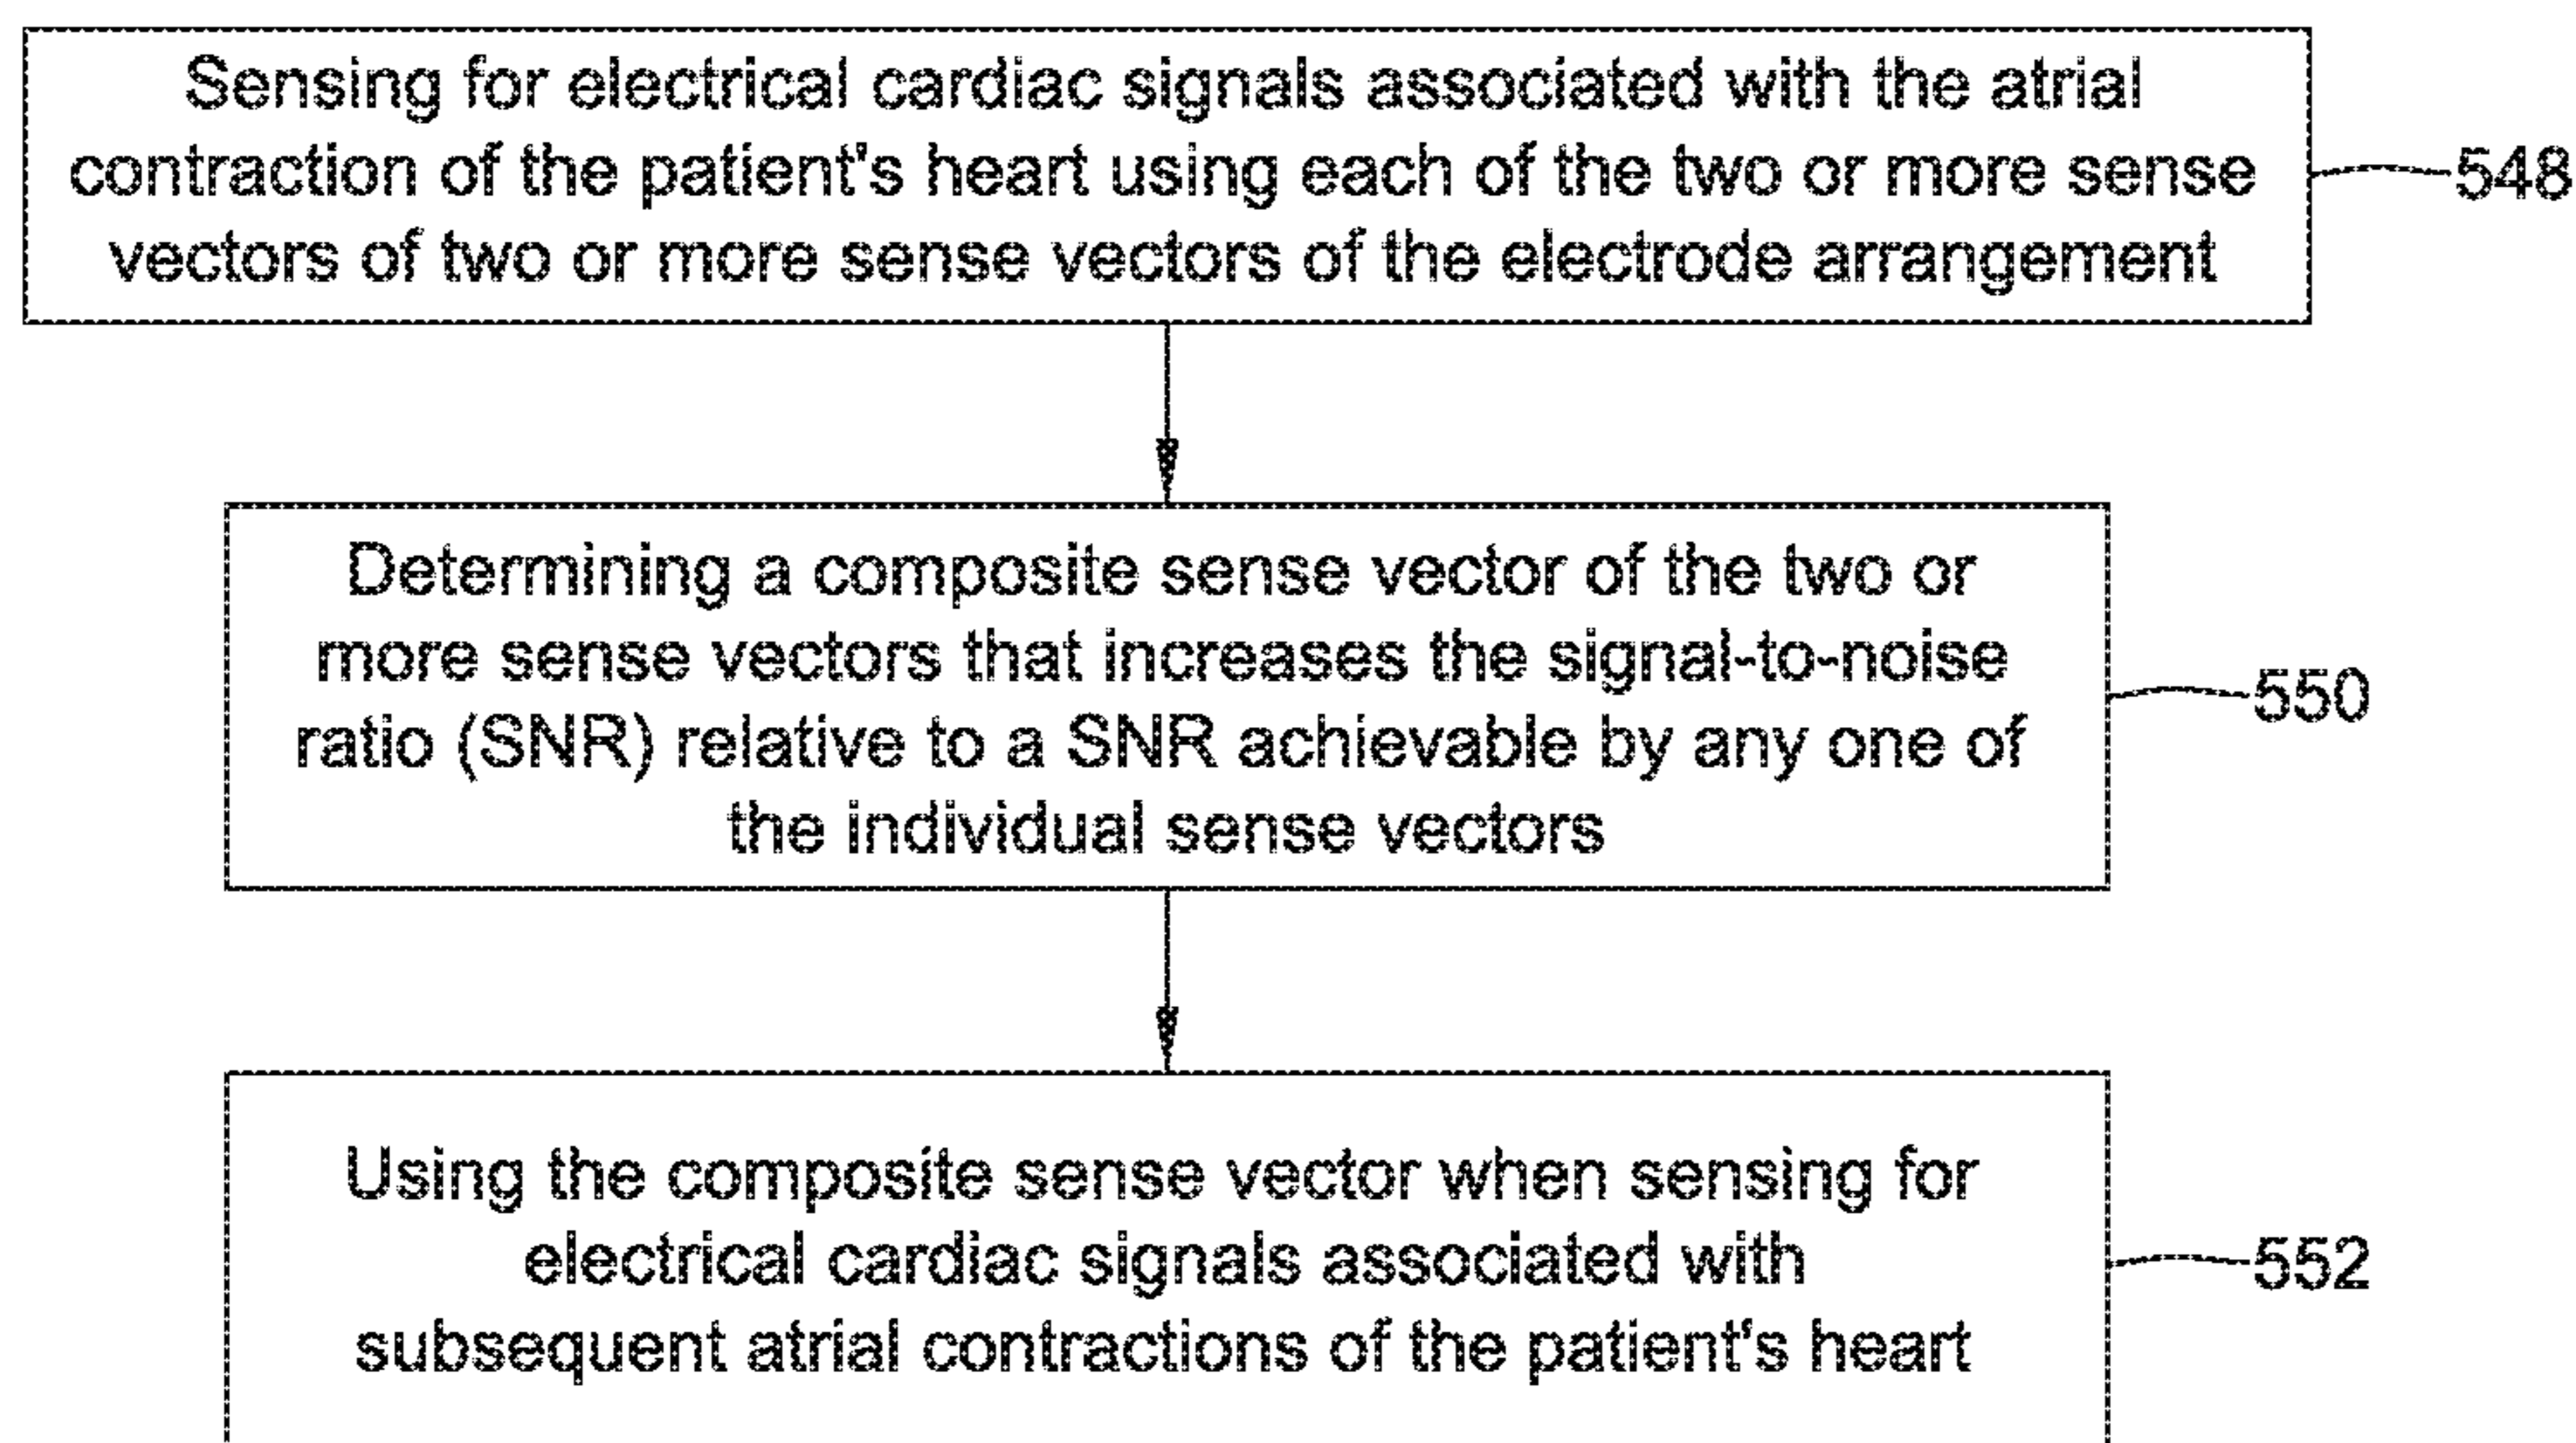 Sensing for electrical cardiac signals associated with the atrial
contraction of the patient's heart using each of the two or more sense
vectors of two or more sense vectors of the electrode arrangement
548
Determining a composite sense vector of the two or
more sense vectors that increases the signal-to-noise
ratio (SNR) relative to a SNR achievable by any one of
the individual sense vectors
550
Using the composite sense vector when sensing for
electrical cardiac signals associated with
subsequent atrial contractions of the patient's heart
552